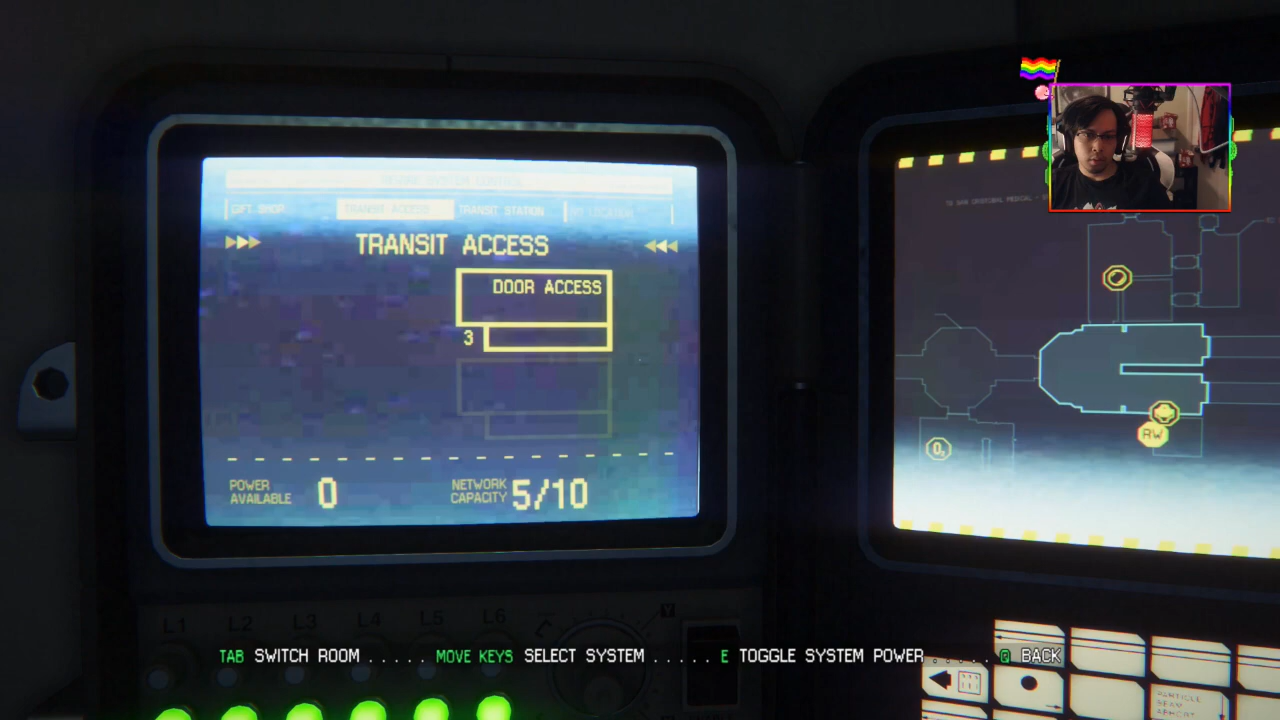 GIFT SHOP
TRANSIT ACCESS
TRANSIT STATION
NO LOCATION
TRANSIT ACCESS
DOOR ACCESS
3
POWER AVAILABLE
0
NETWORK CAPACITY
5/10
RW
L1 L2 L3 L4 L5 L6
V
TAB SWITCH ROOM ..... MOVE KEYS SELECT SYSTEM ..... E TOGGLE SYSTEM POWER ...... Q BACK